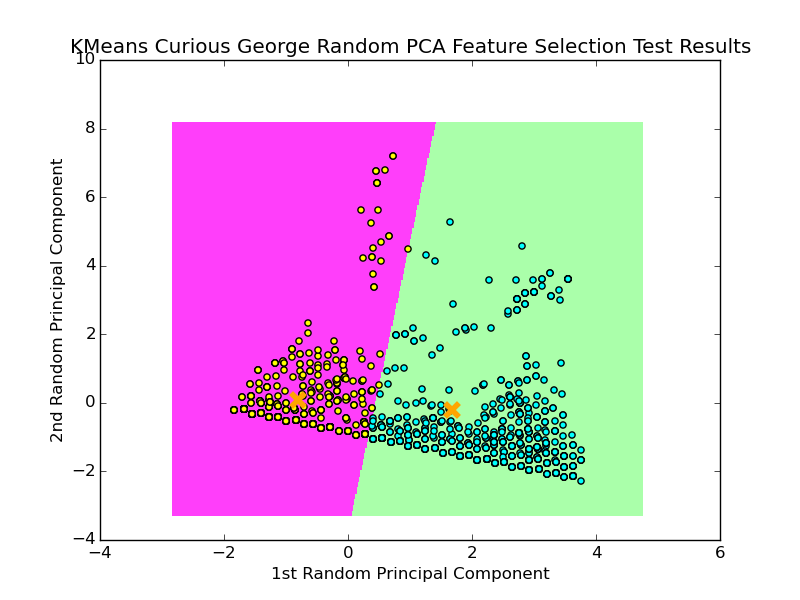 KMeans Curious George Random PCA Feature Selection Test Results
10
8
6
4
2
0
−2
−4
2nd Random Principal Component
−4 −2 0 2 4 6
1st Random Principal Component